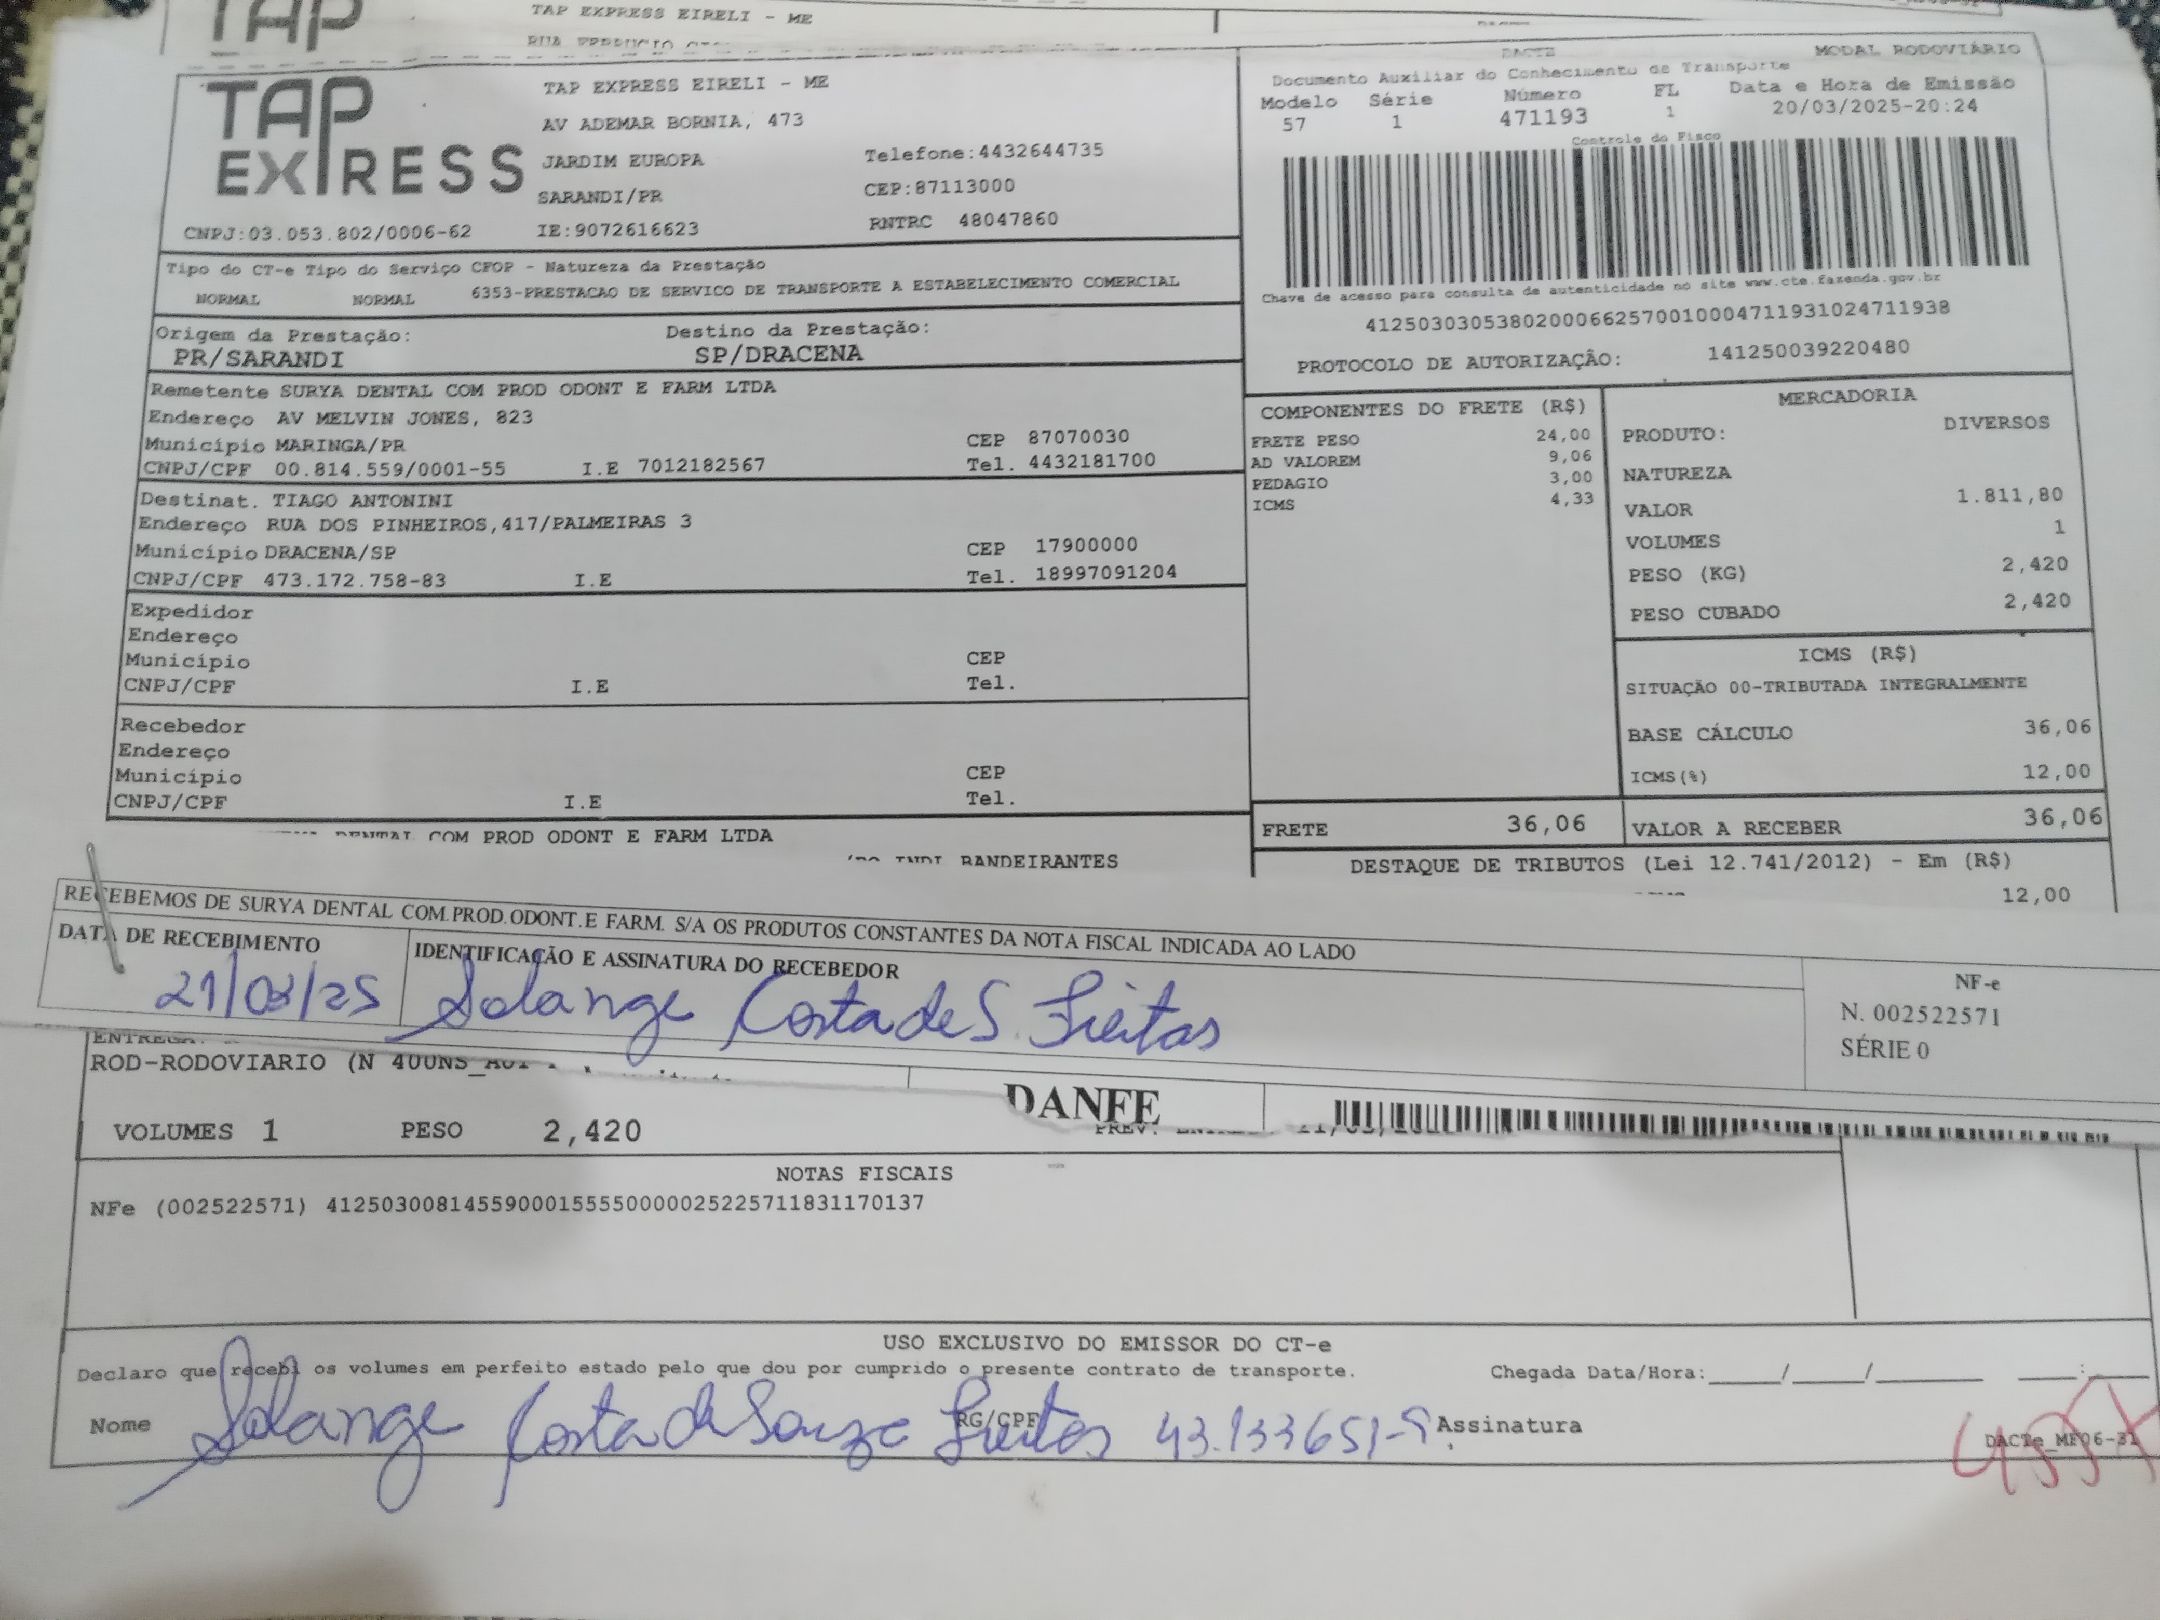 TAP
TAP EXPRESS EIRELI - ME
TAP EXPRESS
TAP EXPRESS EIRELI - ME
AV ADEMAR BORNIA, 473
JARDIM EUROPA
Telefone:4432644735
SARANDI/PR
CEP:87113000
CNPJ:03.053.802/0006-62
IE:9072616623
RNTRC 48047860
DACTE
MODAL RODOVIÁRIO
Documento Auxiliar do Conhecimento de Transporte
Modelo Série Número FL Data e Hora de Emissão
57 1 471193 1 20/03/2025-20:24
Controle do Fisco
Chave de acesso para consulta de autenticidade no site www.cte.fazenda.gov.br
41250303053802000662570010004711931024711938
PROTOCOLO DE AUTORIZAÇÃO: 141250039220480
Tipo do CT-e Tipo do Serviço CFOP - Natureza da Prestação
NORMAL NORMAL 6353-PRESTACAO DE SERVICO DE TRANSPORTE A ESTABELECIMENTO COMERCIAL
Origem da Prestação: Destino da Prestação:
PR/SARANDI SP/DRACENA
Remetente SURYA DENTAL COM PROD ODONT E FARM LTDA
Endereço AV MELVIN JONES, 823
Município MARINGA/PR CEP 87070030
CNPJ/CPF 00.814.559/0001-55 I.E 7012182567 Tel. 4432181700
Destinat. TIAGO ANTONINI
Endereço RUA DOS PINHEIROS,417/PALMEIRAS 3
Município DRACENA/SP CEP 17900000
CNPJ/CPF 473.172.758-83 I.E Tel. 18997091204
Expedidor
Endereço
Município CEP
CNPJ/CPF I.E Tel.
Recebedor
Endereço
Município CEP
CNPJ/CPF I.E Tel.
COMPONENTES DO FRETE (R$)
FRETE PESO 24,00
AD VALOREM 9,06
PEDAGIO 3,00
ICMS 4,33
MERCADORIA
PRODUTO: DIVERSOS
NATUREZA
VALOR 1.811,80
VOLUMES 1
PESO (KG) 2,420
PESO CUBADO 2,420
ICMS (R$)
SITUAÇÃO 00-TRIBUTADA INTEGRALMENTE
BASE CÁLCULO 36,06
ICMS(%) 12,00
FRETE 36,06
VALOR A RECEBER 36,06
DENTAL COM PROD ODONT E FARM LTDA
BANDEIRANTES
DESTAQUE DE TRIBUTOS (Lei 12.741/2012) - Em (R$)
12,00
RECEBEMOS DE SURYA DENTAL COM.PROD.ODONT.E FARM. S/A OS PRODUTOS CONSTANTES DA NOTA FISCAL INDICADA AO LADO
DATA DE RECEBIMENTO IDENTIFICAÇÃO E ASSINATURA DO RECEBEDOR
21/03/25 Solange Costa de S. Freitas
NF-e
N. 002522571
SÉRIE 0
ROD-RODOVIARIO (N
DANFE
VOLUMES 1 PESO 2,420
NOTAS FISCAIS
NFe (002522571) 41250300814559000155550000025225711831170137
USO EXCLUSIVO DO EMISSOR DO CT-e
Declaro que recebi os volumes em perfeito estado pelo que dou por cumprido o presente contrato de transporte. Chegada Data/Hora:_____/_____/_______ ____:____
Nome Solange Costa de Souza Freitas RG/CPF 43.133651-9 Assinatura